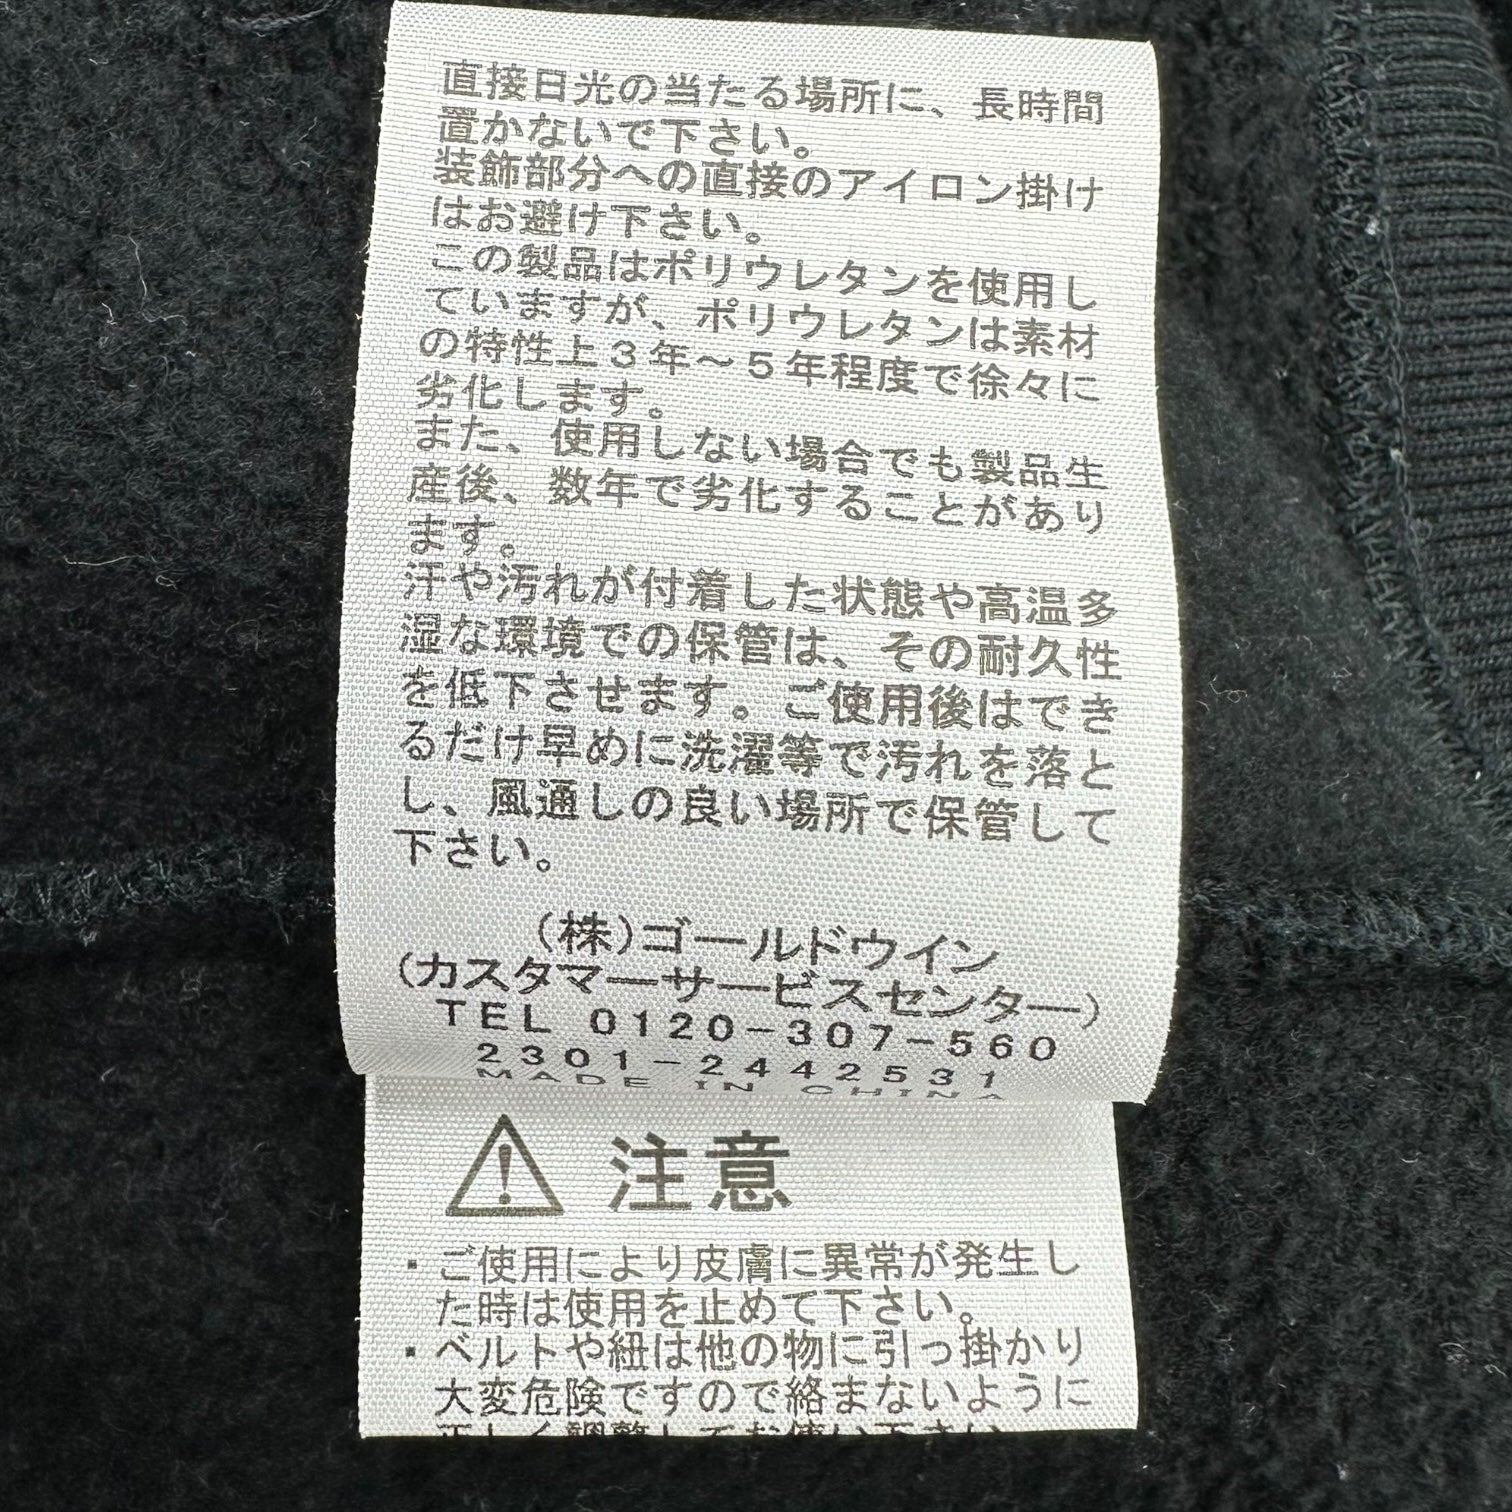 直接日光の当たる場所に、長時間
置かないで下さい。
装飾部分への直接のアイロン掛け
はお避け下さい。
この製品はポリウレタンを使用し
ていますが、ポリウレタンは素材
の特性上3年～5年程度で徐々に
劣化します。
また、使用しない場合でも製品生
産後、数年で劣化することがあり
ます。
汗や汚れが付着した状態や高温多
湿な環境での保管は、その耐久性
を低下させます。ご使用後はでき
るだけ早めに洗濯等で汚れを落と
し、風通しの良い場所で保管して
下さい。
(株)ゴールドウイン
(カスタマーサービスセンター)
TEL 0120-307-560
2301-2442531
MADE IN CHINA
注意
・ご使用により皮膚に異常が発生し
た時は使用を止めて下さい。
・ベルトや紐は他の物に引っ掛かり
大変危険ですので絡まないように
正しく調整してお使い下さい。